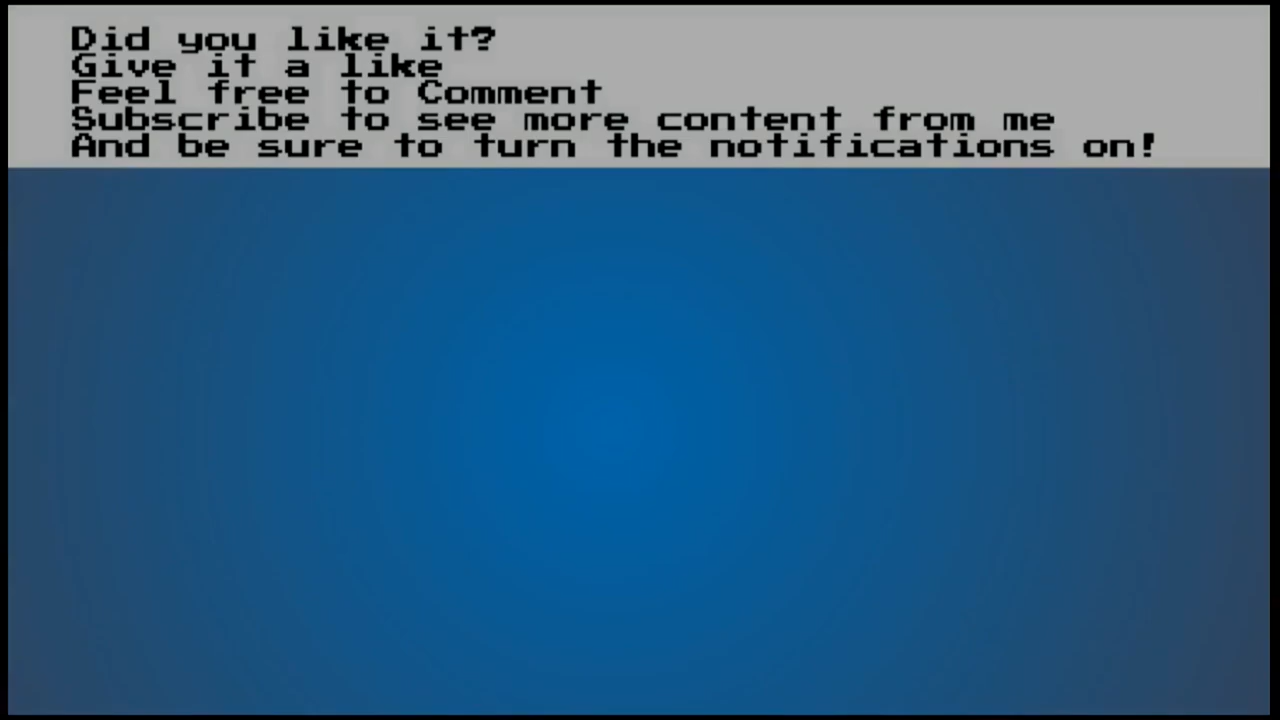 Did you like it?
Give it a like
Feel free to Comment
Subscribe to see more content from me
And be sure to turn the notifications on!